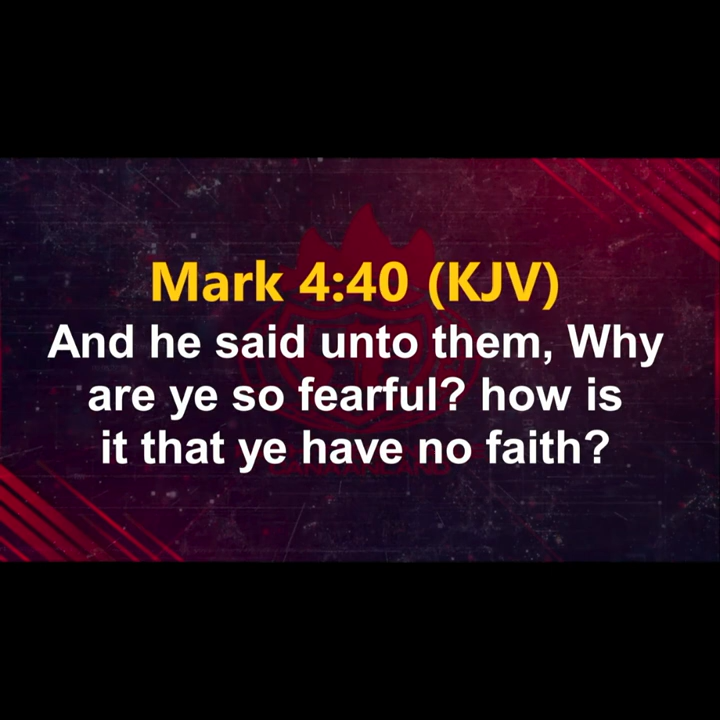 Mark 4:40 (KJV)
And he said unto them, Why
are ye so fearful? how is
it that ye have no faith?